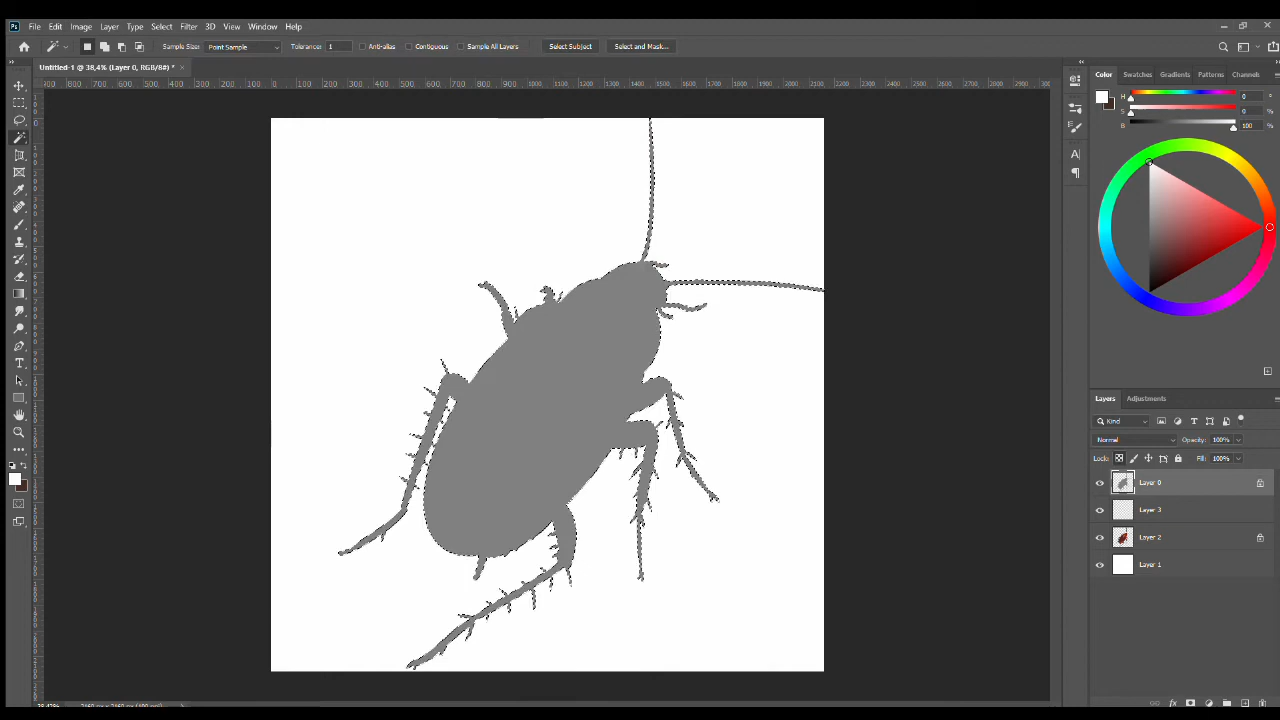 Ps File Edit Image Layer Type Select Filter 3D View Window Help
Sample Size: Point Sample Tolerance: 1 Anti-alias Contiguous Sample All Layers Select Subject Select and Mask...
Untitled-1 @ 38,4% (Layer 0, RGB/8#) * ×
Color Swatches Gradients Patterns Channels
H 0 °
S 0 %
B 100 %
Layers Adjustments
Kind
Normal Opacity: 100%
Lock: Fill: 100%
Layer 0
Layer 3
Layer 2
Layer 1